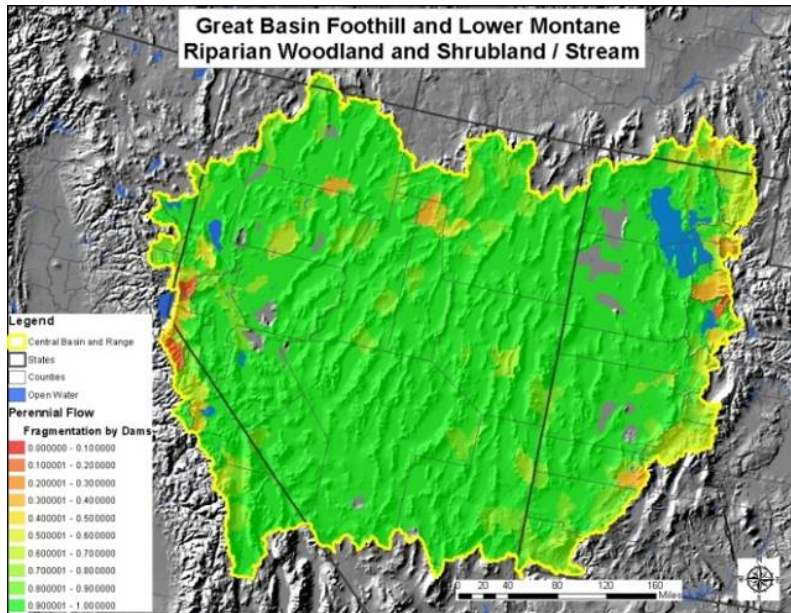 Great Basin Foothill and Lower Montane
Riparian Woodland and Shrubland / Stream
Legend
Central Basin and Range
States
Counties
Open Water
Perennial Flow
Fragmentation by Dams
0.000000 - 0.100000
0.100001 - 0.200000
0.200001 - 0.300000
0.300001 - 0.400000
0.400001 - 0.500000
0.500001 - 0.600000
0.600001 - 0.700000
0.700001 - 0.800000
0.800001 - 0.900000
0.900001 - 1.000000
0 20 40 80 120 160
Miles
N